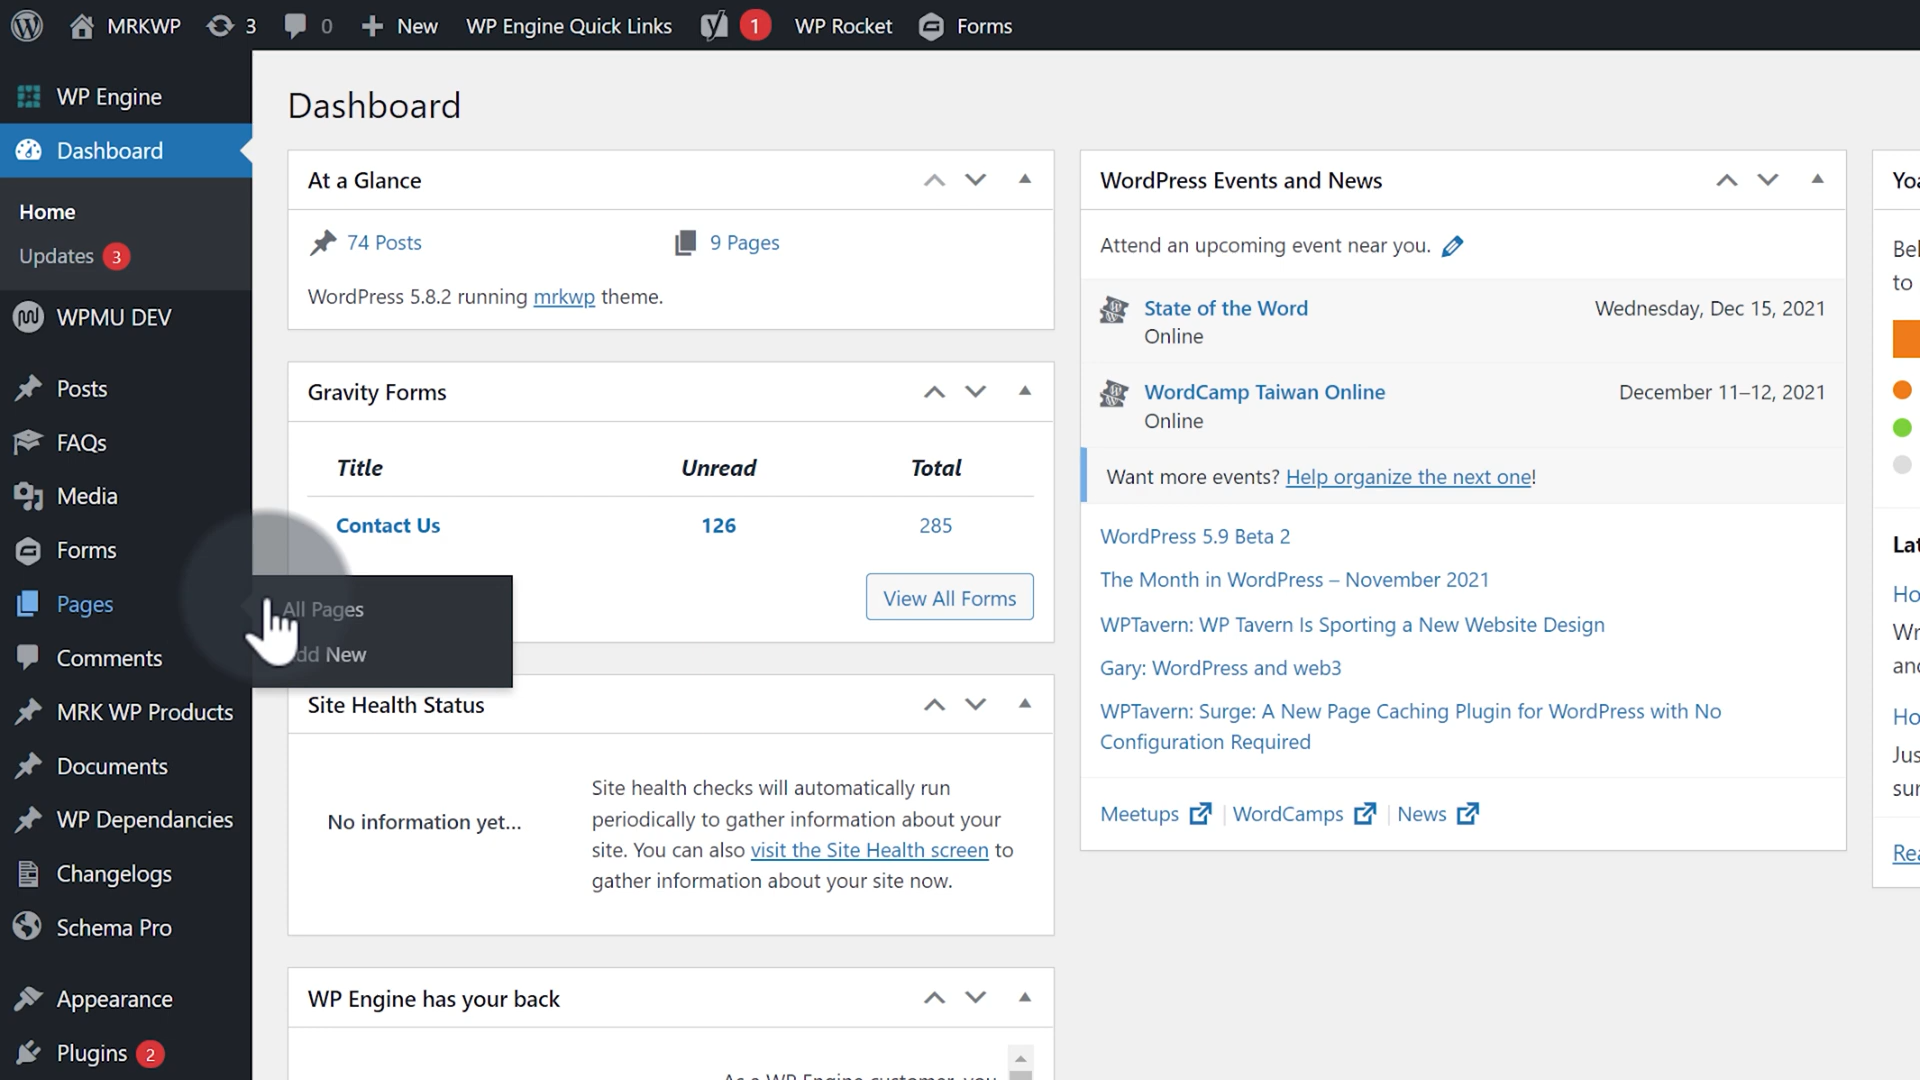 MRKWP 3 0 New WP Engine Quick Links 1 WP Rocket Forms
WP Engine
Dashboard
Home
Updates 3
WPMU DEV
Posts
FAQs
Media
Forms
Pages
All Pages
New
Comments
MRK WP Products
Documents
WP Dependancies
Changelogs
Schema Pro
Appearance
Plugins 2
Dashboard
At a Glance
74 Posts 9 Pages
WordPress 5.8.2 running mrkwp theme.
Gravity Forms
Title Unread Total
Contact Us 126 285
View All Forms
Site Health Status
No information yet...
Site health checks will automatically run
periodically to gather information about your
site. You can also visit the Site Health screen to
gather information about your site now.
WP Engine has your back
WordPress Events and News
Attend an upcoming event near you.
State of the Word Wednesday, Dec 15, 2021
Online
WordCamp Taiwan Online December 11–12, 2021
Online
Want more events? Help organize the next one!
WordPress 5.9 Beta 2
The Month in WordPress – November 2021
WPTavern: WP Tavern Is Sporting a New Website Design
Gary: WordPress and web3
WPTavern: Surge: A New Page Caching Plugin for WordPress with No
Configuration Required
Meetups | WordCamps | News
to